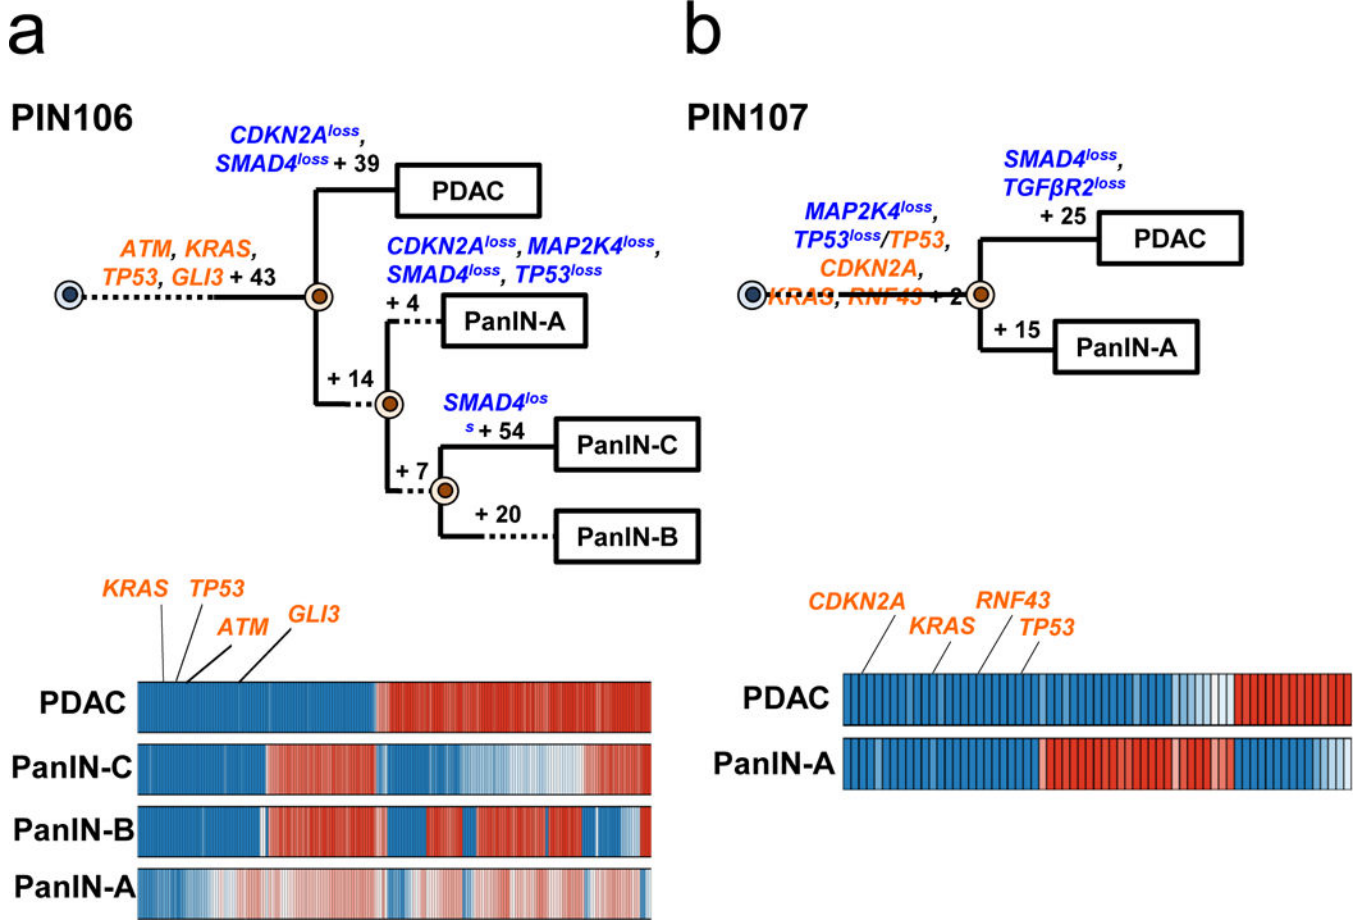 a
PIN106
CDKN2Aloss,
SMAD4loss + 39
PDAC
ATM, KRAS,
TP53, GLI3 + 43
CDKN2Aloss, MAP2K4loss,
SMAD4loss, TP53loss
+ 4
PanIN-A
+ 14
SMAD4los
s + 54
PanIN-C
+ 7
+ 20
PanIN-B
KRAS TP53
ATM GLI3
PDAC
PanIN-C
PanIN-B
PanIN-A
b
PIN107
SMAD4loss,
TGFβR2loss
+ 25
PDAC
MAP2K4loss,
TP53loss/TP53,
CDKN2A,
KRAS, RNF43 + 2
+ 15
PanIN-A
CDKN2A RNF43
KRAS TP53
PDAC
PanIN-A